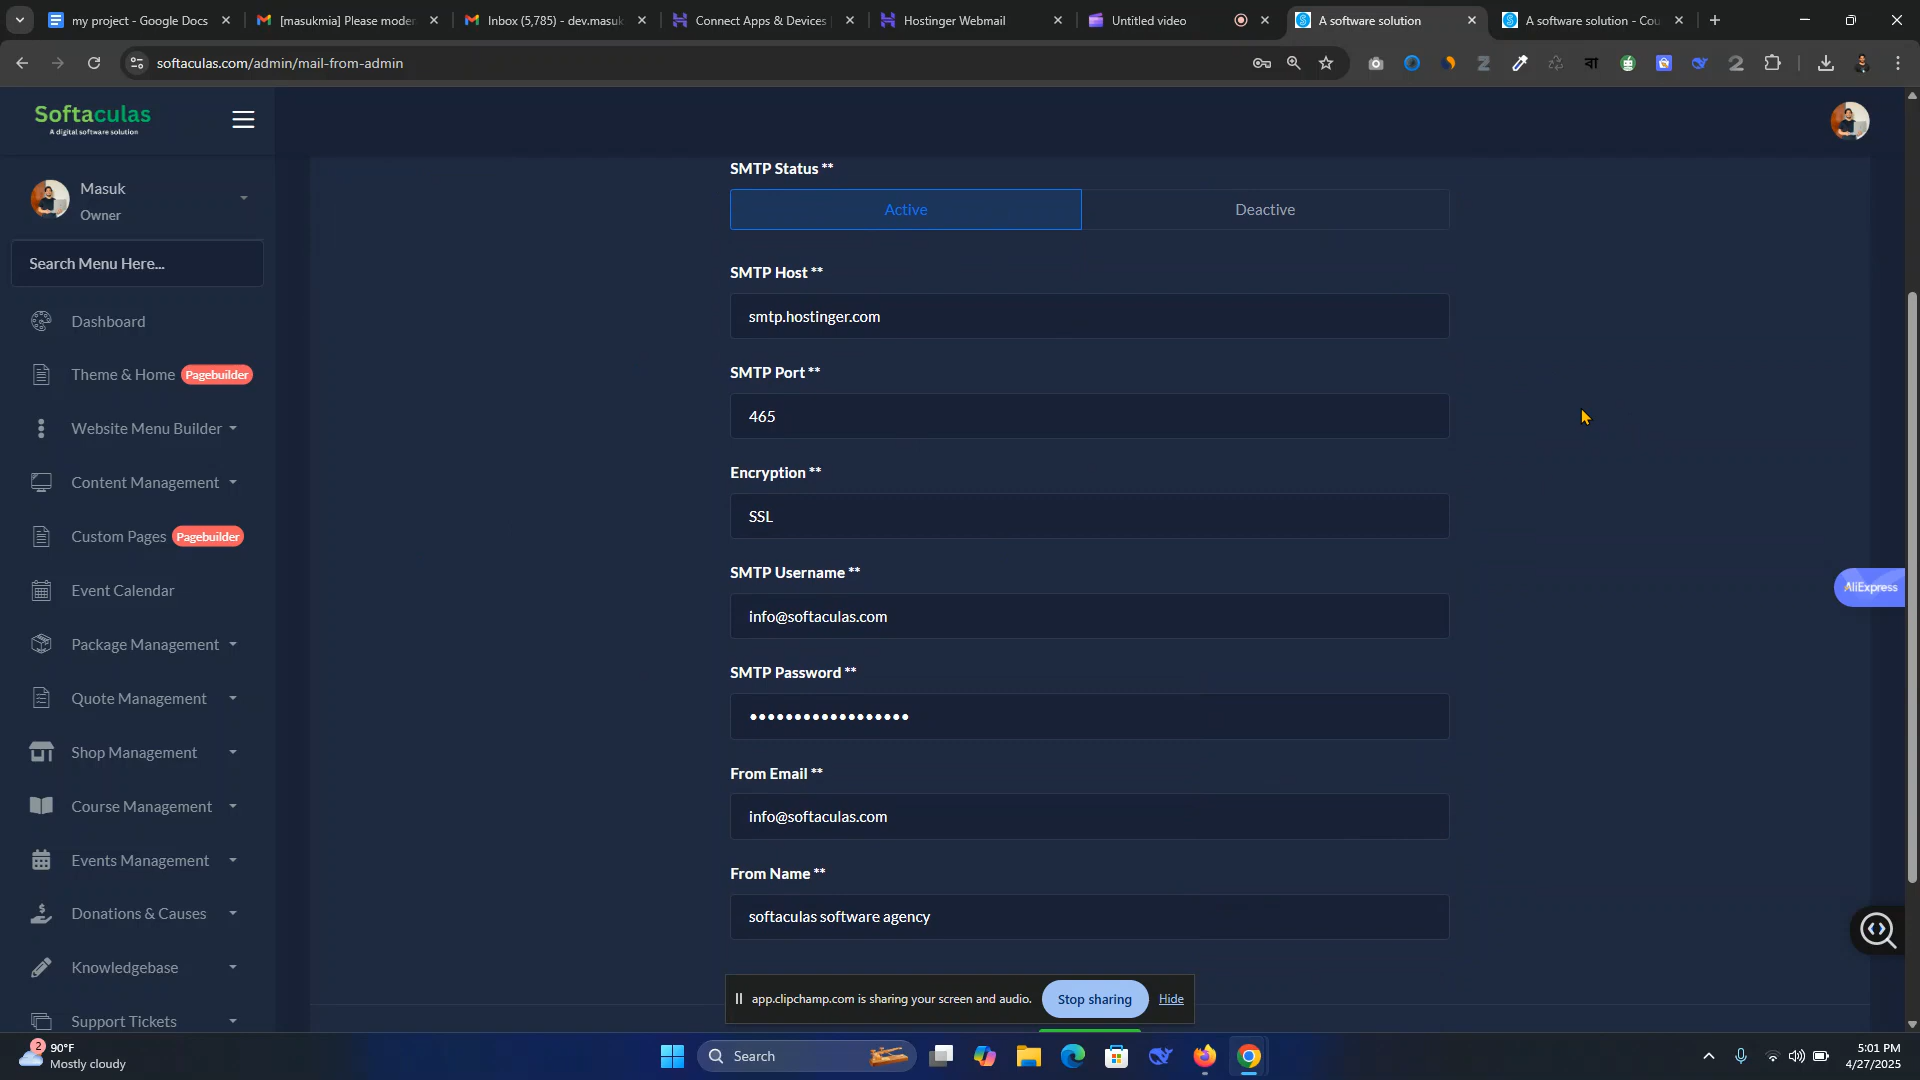 my project - Google Docs
[masukmia] Please moder
Inbox (5,785) - dev.masuk
Connect Apps & Devices
Hostinger Webmail
Untitled video
A software solution
A software solution - Cou
softaculas.com/admin/mail-from-admin
বা
Softaculas
A digital software solution
Masuk
Owner
Search Menu Here...
Dashboard
Theme & Home Pagebuilder
Website Menu Builder
Content Management
Custom Pages Pagebuilder
Event Calendar
Package Management
Quote Management
Shop Management
Course Management
Events Management
Donations & Causes
Knowledgebase
Support Tickets
SMTP Status **
Active
Deactive
SMTP Host **
smtp.hostinger.com
SMTP Port **
465
Encryption **
SSL
SMTP Username **
info@softaculas.com
SMTP Password **
••••••••••••••••••
From Email **
info@softaculas.com
From Name **
softaculas software agency
AliExpress
app.clipchamp.com is sharing your screen and audio.
Stop sharing
Hide
2
90°F
Mostly cloudy
Search
5:01 PM
4/27/2025